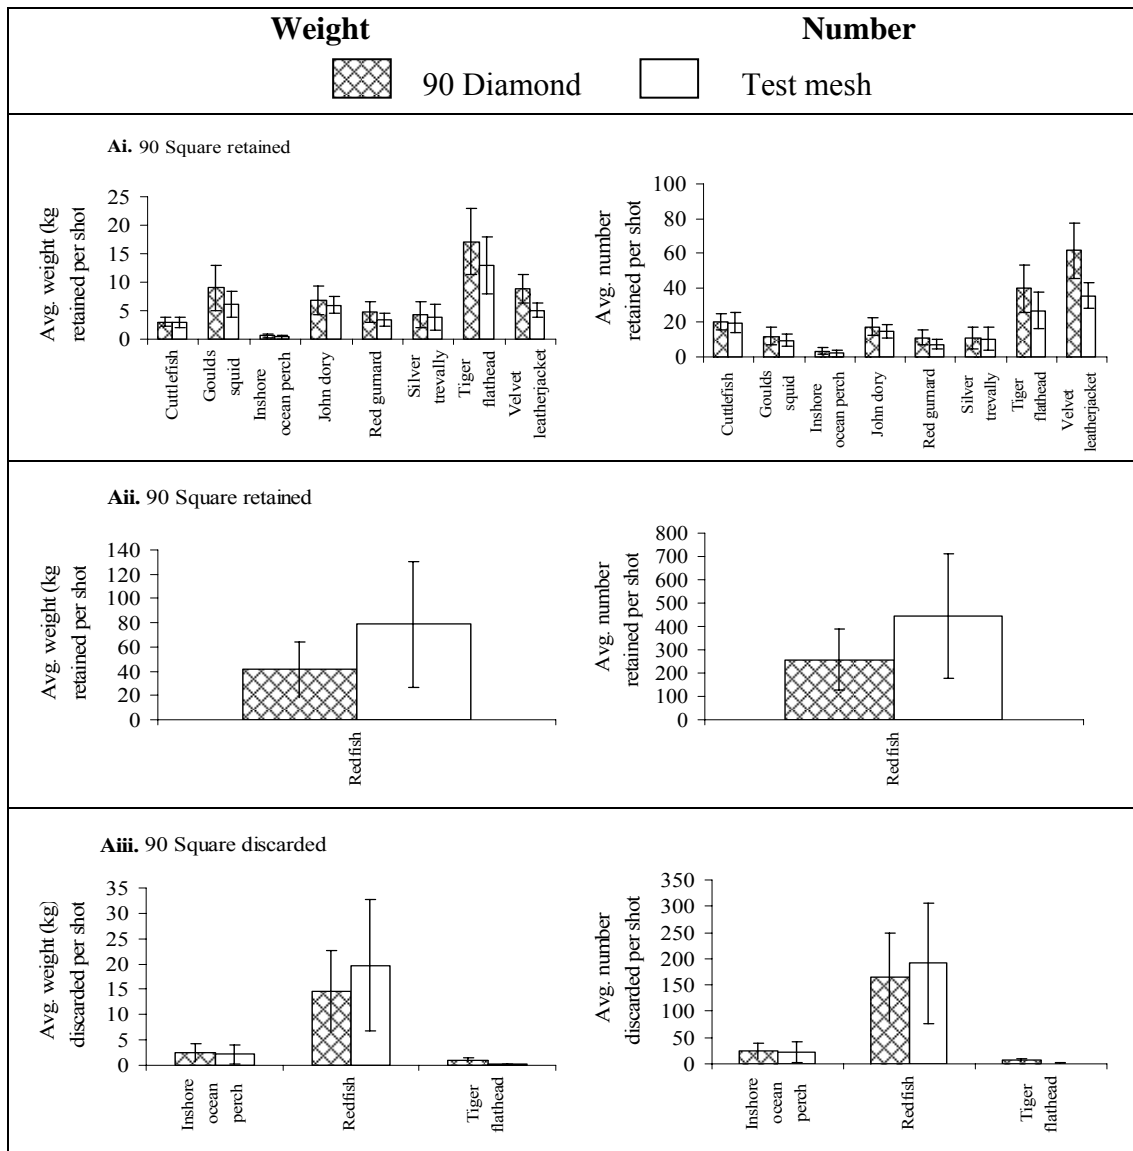 Weight Number
90 Diamond Test mesh
Ai. 90 Square retained
Avg. weight (kg
retained per shot
25
20
15
10
5
0
Cuttlefish
Goulds
squid
Inshore
ocean perch
John dory
Red gurnard
Silver
trevally
Tiger
flathead
Velvet
leatherjacket
Avg. number
retained per shot
100
80
60
40
20
0
Cuttlefish
Goulds
squid
Inshore
ocean perch
John dory
Red gurnard
Silver
trevally
Tiger
flathead
Velvet
leatherjacket
Aii. 90 Square retained
Avg. weight (kg
retained per shot
140
120
100
80
60
40
20
0
Redfish
Avg. number
retained per shot
800
700
600
500
400
300
200
100
0
Redfish
Aiii. 90 Square discarded
Avg. weight (kg)
discarded per shot
35
30
25
20
15
10
5
0
Inshore
ocean
perch
Redfish
Tiger
flathead
Avg. number
discarded per shot
350
300
250
200
150
100
50
0
Inshore
ocean
perch
Redfish
Tiger
flathead